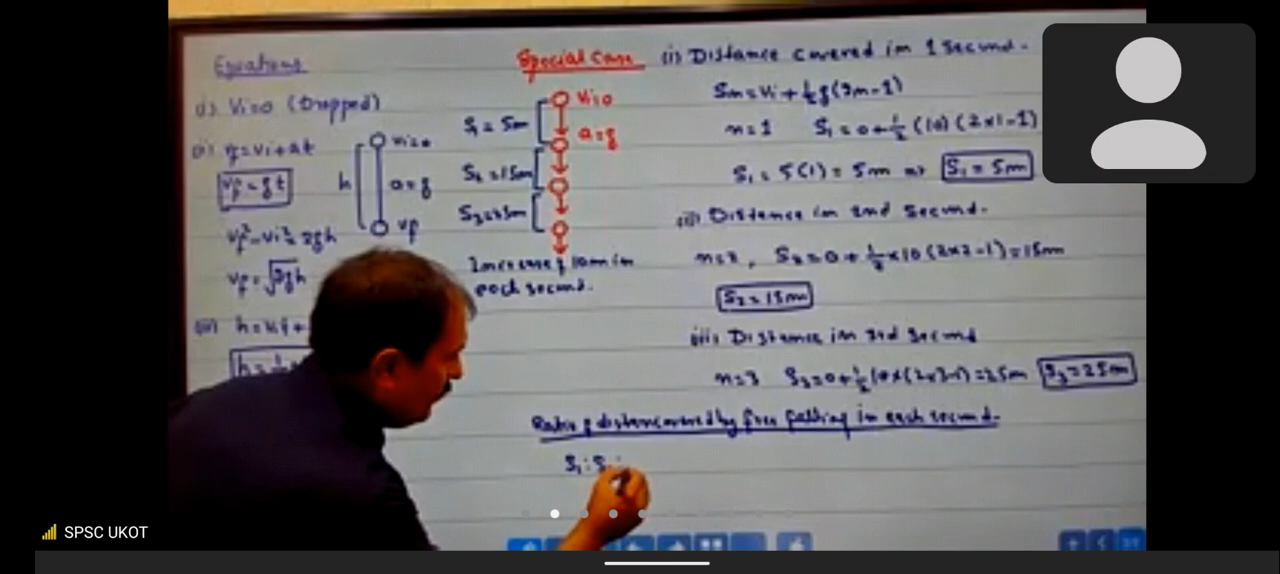 Equations
Special Case (i) Distance covered in 1 second.
(1) Vi=0 (Dropped)
Sn=Vi+½g(2n-1)
Vi=0
S₁ = 5m
a=g
n=1 S₁=0+½(10)(2×1-1)
Vf=Vi+at
Vi=0
Vf=gt
h
a=g
S₂=15m
S₁=5(1)=5m ⇒ S₁=5m
Vf
S₃=25m
(ii) Distance in 2nd second.
Vf²-Vi²=2gh
n=2, S₂=0+½×10(2×2-1)=15m
Increase of 10m in
each second.
Vf=√2gh
S₂=15m
(iii) h=Vit+
iii) Distance in 3rd second
n=3 S₃=0+½10×(2×3-1)=25m S₃=25m
Ratio of distance covered by free falling in each second.
S₁:S
SPSC UKOT